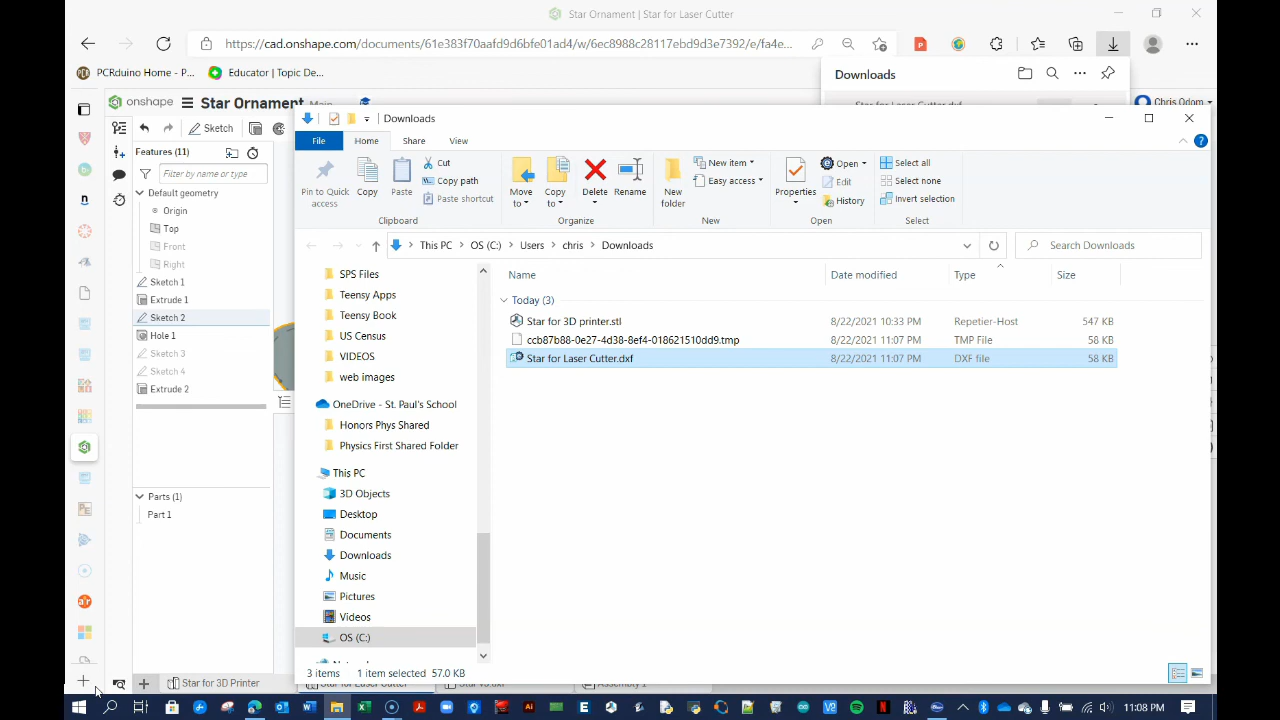 Star Ornament | Star for Laser Cutter
https://cad.onshape.com/documents/61e383f70aafd9d6bfe01ad4/w/6ec8988c28117ebd9d3e7392/e/fa4e...
PCRduino Home - P...
Educator | Topic De...
Downloads
onshape
Star Ornament
Main
Chris Odom
Sketch
Features (11)
Filter by name or type
Default geometry
Origin
Top
Front
Right
Sketch 1
Extrude 1
Sketch 2
Hole 1
Sketch 3
Sketch 4
Extrude 2
Parts (1)
Part 1
Downloads
File
Home
Share
View
Pin to Quick
access
Copy
Paste
Cut
Copy path
Paste shortcut
Clipboard
Move
to
Copy
to
Delete
Rename
Organize
New
folder
New item
Easy access
New
Properties
Open
Edit
History
Open
Select all
Select none
Invert selection
Select
This PC > OS (C:) > Users > chris > Downloads
Search Downloads
SPS Files
Teensy Apps
Teensy Book
US Census
VIDEOS
web images
OneDrive - St. Paul's School
Honors Phys Shared
Physics First Shared Folder
This PC
3D Objects
Desktop
Documents
Downloads
Music
Pictures
Videos
OS (C:)
Name Date modified Type Size
Today (3)
Star for 3D printer.stl 8/22/2021 10:33 PM Repetier-Host 547 KB
ccb87b88-0e27-4d38-8ef4-018621510dd9.tmp 8/22/2021 11:07 PM TMP File 58 KB
Star for Laser Cutter.dxf 8/22/2021 11:07 PM DXF file 58 KB
3 items 1 item selected 57.0 KB
Star for 3D Printer
11:08 PM